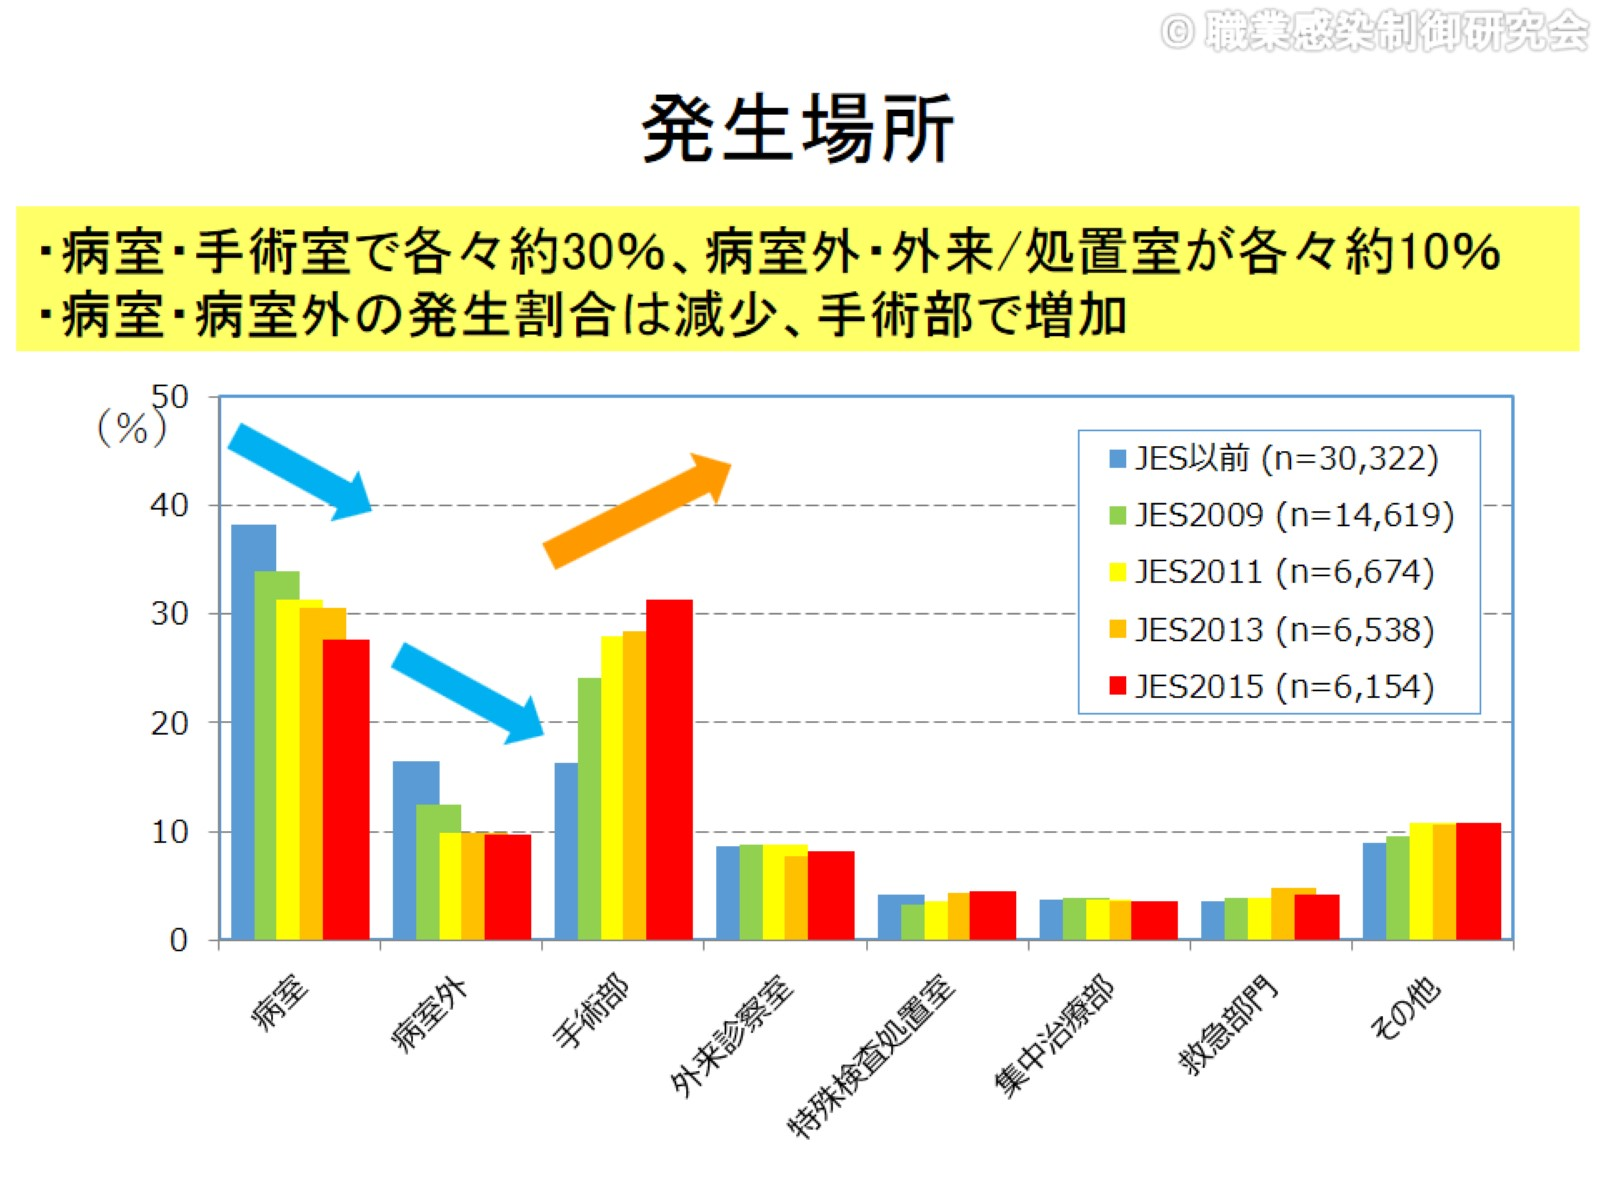 © 職業感染制御研究会
発生場所
・病室・手術室で各々約30%、病室外・外来/処置室が各々約10%
・病室・病室外の発生割合は減少、手術部で増加
50
（%）
40
30
20
10
0
JES以前 (n=30,322)
JES2009 (n=14,619)
JES2011 (n=6,674)
JES2013 (n=6,538)
JES2015 (n=6,154)
病室
病室外
手術部
外来診察室
特殊検査処置室
集中治療部
救急部門
その他